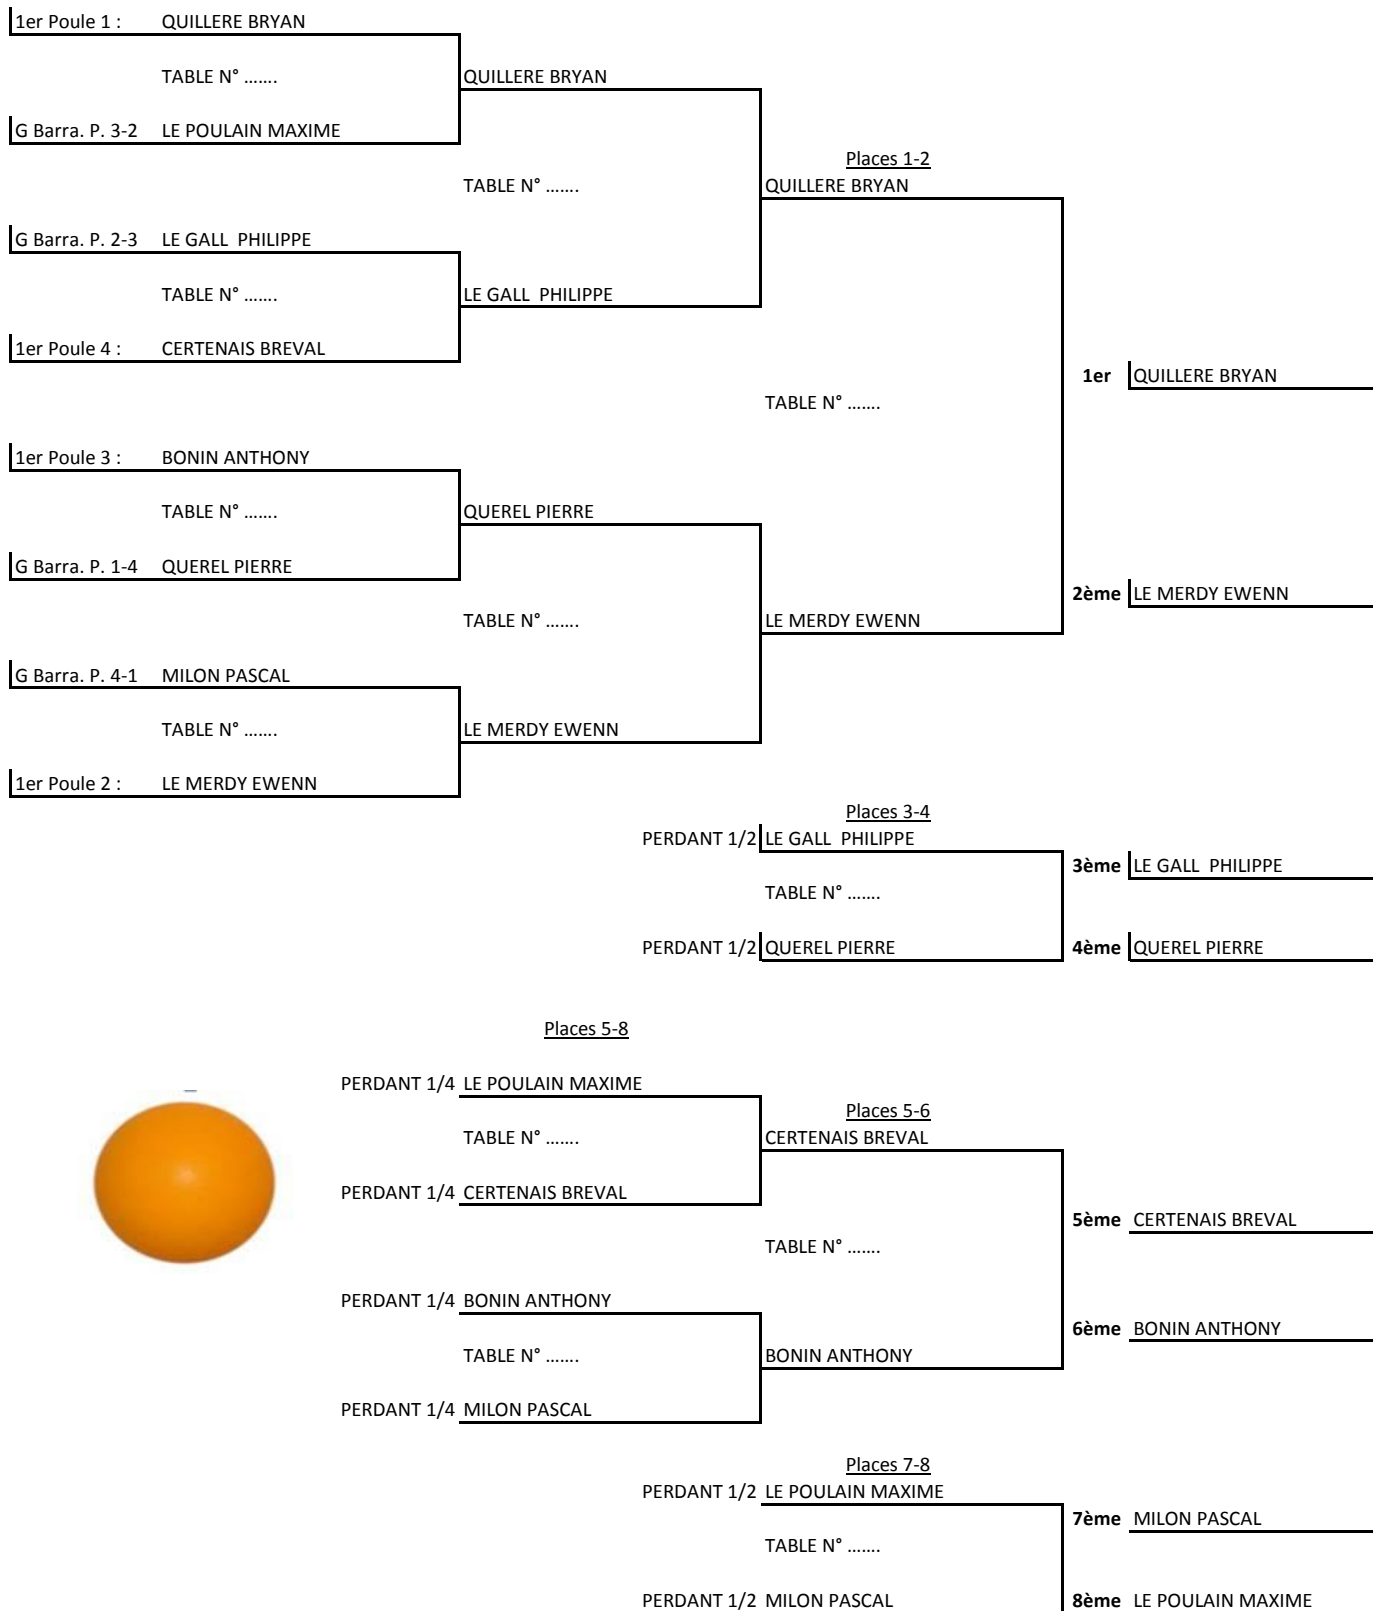 1er Poule 1 : QUILLERE BRYAN
TABLE N° ....... QUILLERE BRYAN
G Barra. P. 3-2 LE POULAIN MAXIME
Places 1-2
TABLE N° ....... QUILLERE BRYAN
G Barra. P. 2-3 LE GALL  PHILIPPE
TABLE N° ....... LE GALL  PHILIPPE
1er Poule 4 : CERTENAIS BREVAL
1er QUILLERE BRYAN
TABLE N° .......
1er Poule 3 : BONIN ANTHONY
TABLE N° ....... QUEREL PIERRE
G Barra. P. 1-4 QUEREL PIERRE
2ème LE MERDY EWENN
TABLE N° ....... LE MERDY EWENN
G Barra. P. 4-1 MILON PASCAL
TABLE N° ....... LE MERDY EWENN
1er Poule 2 : LE MERDY EWENN
Places 3-4
PERDANT 1/2 LE GALL  PHILIPPE
3ème LE GALL  PHILIPPE
TABLE N° .......
PERDANT 1/2 QUEREL PIERRE 4ème QUEREL PIERRE
Places 5-8
PERDANT 1/4 LE POULAIN MAXIME
Places 5-6
TABLE N° ....... CERTENAIS BREVAL
PERDANT 1/4 CERTENAIS BREVAL
5ème CERTENAIS BREVAL
TABLE N° .......
PERDANT 1/4 BONIN ANTHONY
6ème BONIN ANTHONY
TABLE N° ....... BONIN ANTHONY
PERDANT 1/4 MILON PASCAL
Places 7-8
PERDANT 1/2 LE POULAIN MAXIME
7ème MILON PASCAL
TABLE N° .......
PERDANT 1/2 MILON PASCAL 8ème LE POULAIN MAXIME